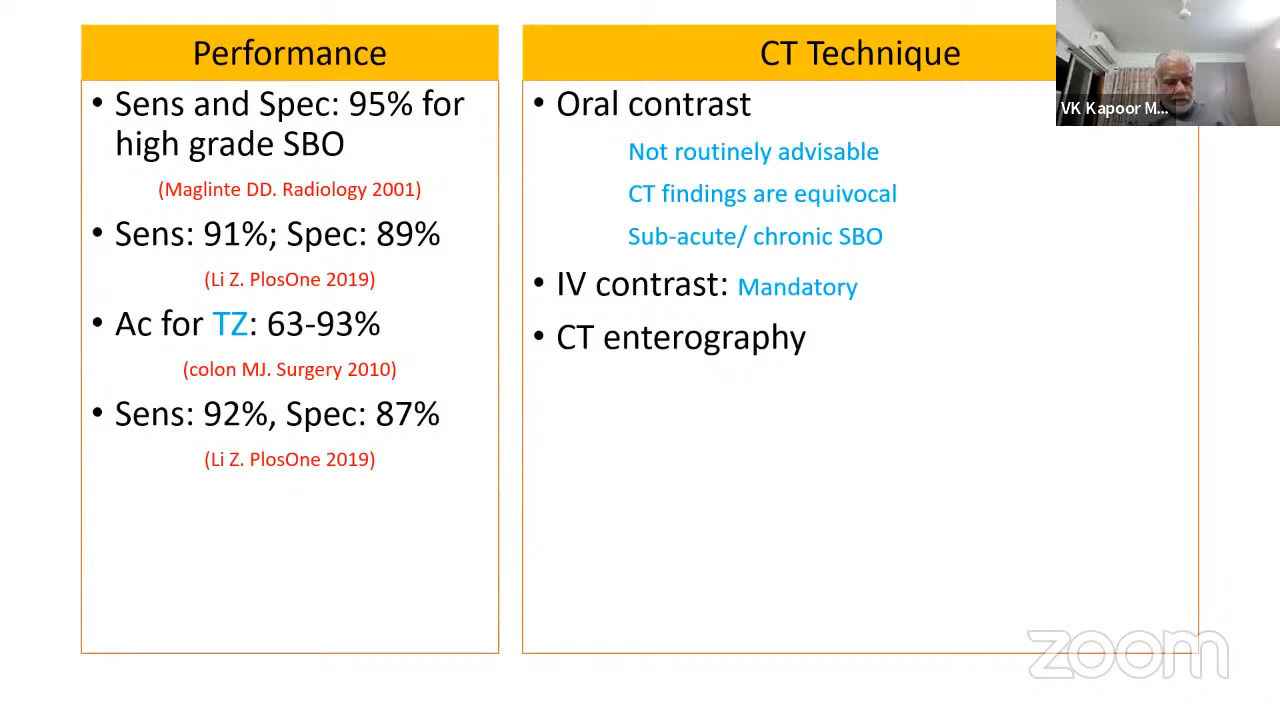 Performance
• Sens and Spec: 95% for
high grade SBO
(Maglinte DD. Radiology 2001)
• Sens: 91%; Spec: 89%
(Li Z. PlosOne 2019)
• Ac for TZ: 63-93%
(colon MJ. Surgery 2010)
• Sens: 92%, Spec: 87%
(Li Z. PlosOne 2019)
CT Technique
• Oral contrast
Not routinely advisable
CT findings are equivocal
Sub-acute/ chronic SBO
• IV contrast: Mandatory
• CT enterography
VK Kapoor M...
zoom